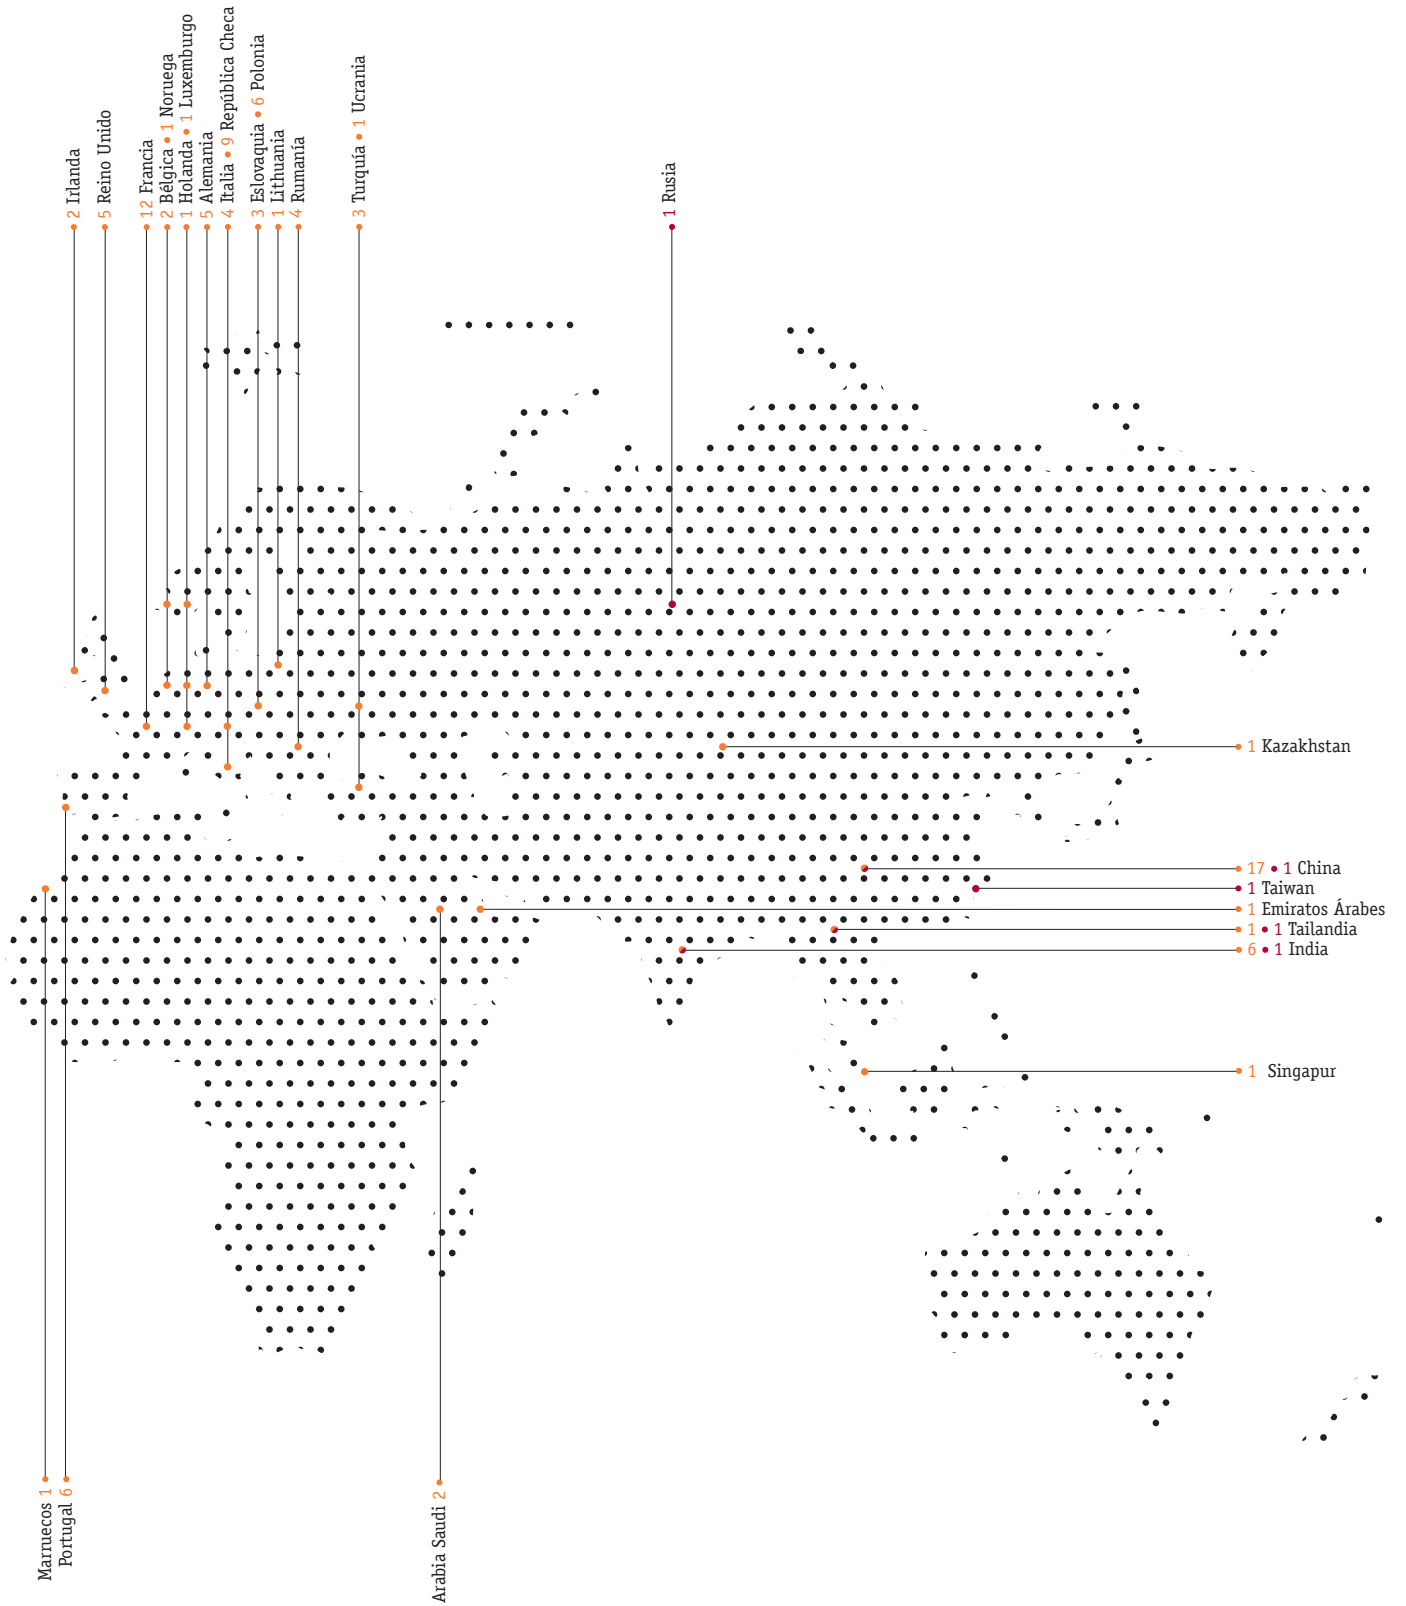 2 Irlanda
5 Reino Unido
12 Francia
2 Bélgica • 1 Noruega
1 Holanda • 1 Luxemburgo
5 Alemania
4 Italia • 9 República Checa
3 Eslovaquia • 6 Polonia
1 Lithuania
4 Rumanía
3 Turquía • 1 Ucrania
1 Rusia
1 Kazakhstan
17 • 1 China
1 Taiwan
1 Emiratos Árabes
1 • 1 Tailandia
6 • 1 India
1 Singapur
Marruecos 1
Portugal 6
Arabia Saudi 2